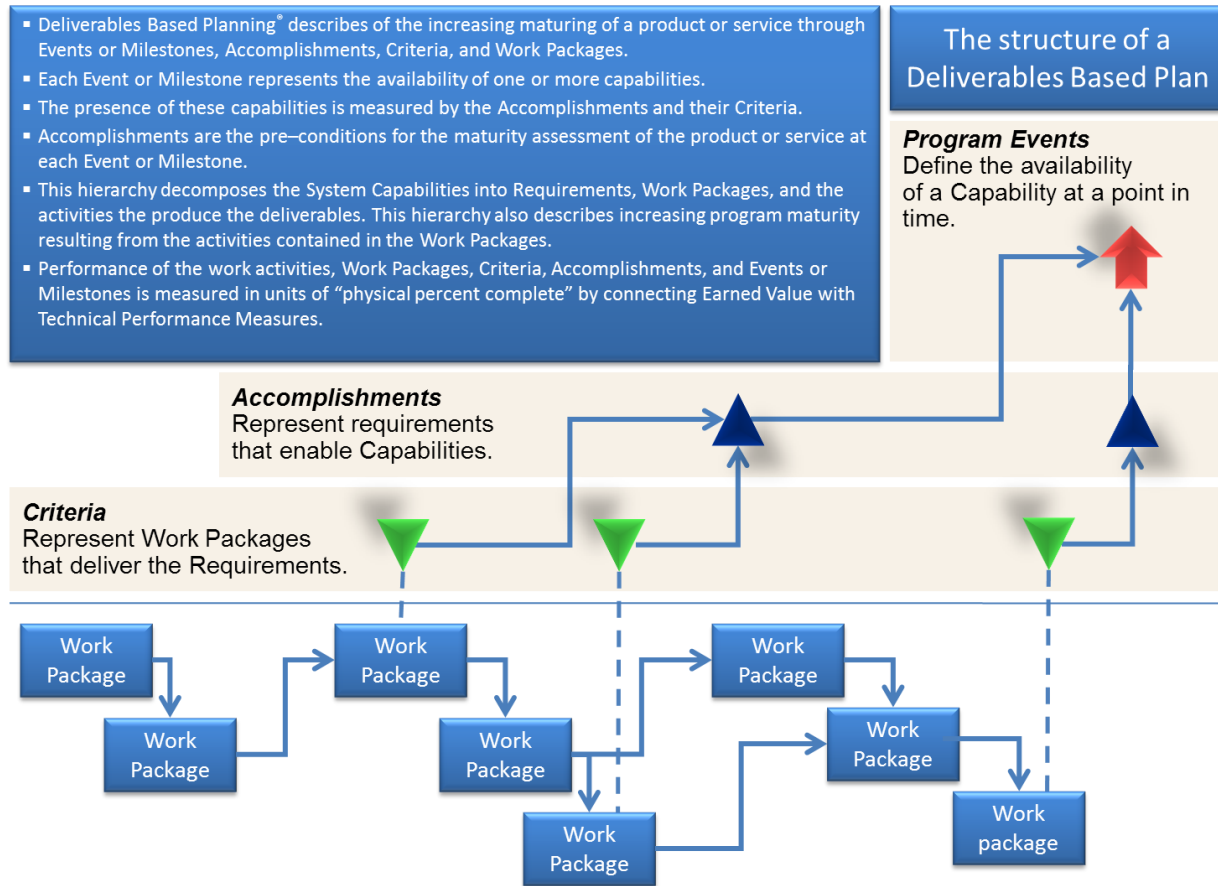 ▪ Deliverables Based Planning® describes of the increasing maturing of a product or service through
Events or Milestones, Accomplishments, Criteria, and Work Packages.
▪ Each Event or Milestone represents the availability of one or more capabilities.
▪ The presence of these capabilities is measured by the Accomplishments and their Criteria.
▪ Accomplishments are the pre–conditions for the maturity assessment of the product or service at
each Event or Milestone.
▪ This hierarchy decomposes the System Capabilities into Requirements, Work Packages, and the
activities the produce the deliverables. This hierarchy also describes increasing program maturity
resulting from the activities contained in the Work Packages.
▪ Performance of the work activities, Work Packages, Criteria, Accomplishments, and Events or
Milestones is measured in units of “physical percent complete” by connecting Earned Value with
Technical Performance Measures.
The structure of a
Deliverables Based Plan
Program Events
Define the availability
of a Capability at a point in
time.
Accomplishments
Represent requirements
that enable Capabilities.
Criteria
Represent Work Packages
that deliver the Requirements.
Work
Package
Work
Package
Work
Package
Work
Package
Work
Package
Work
Package
Work
Package
Work
package